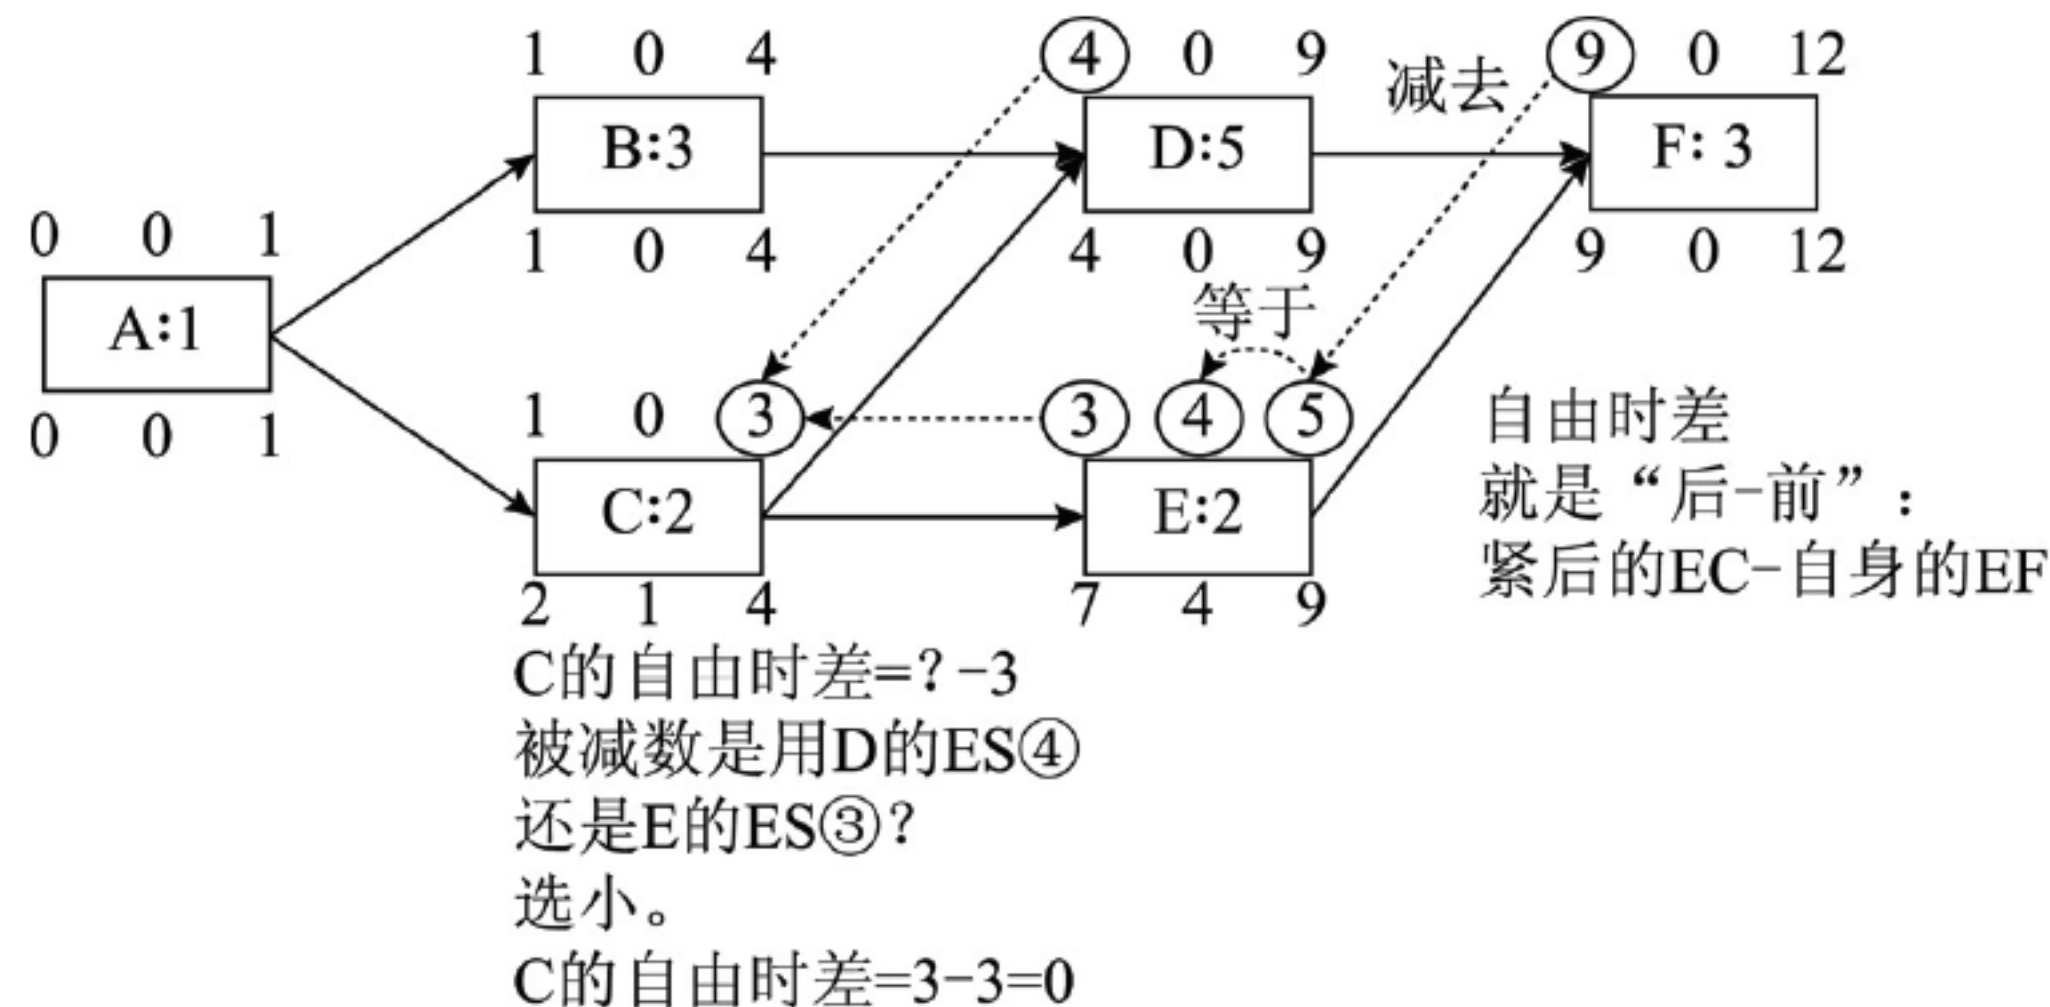 1 0 4
④ 0 9
减去
⑨ 0 12
B:3
D:5
F: 3
0 0 1
1 0 4
4 0 9
9 0 12
A:1
等于
0 0 1
1 0 ③
③ ④ ⑤
自由时差
C:2
E:2
就是“后-前”:
紧后的EC-自身的EF
2 1 4
7 4 9
C的自由时差=?-3
被减数是用D的ES④
还是E的ES③?
选小。
C的自由时差=3-3=0